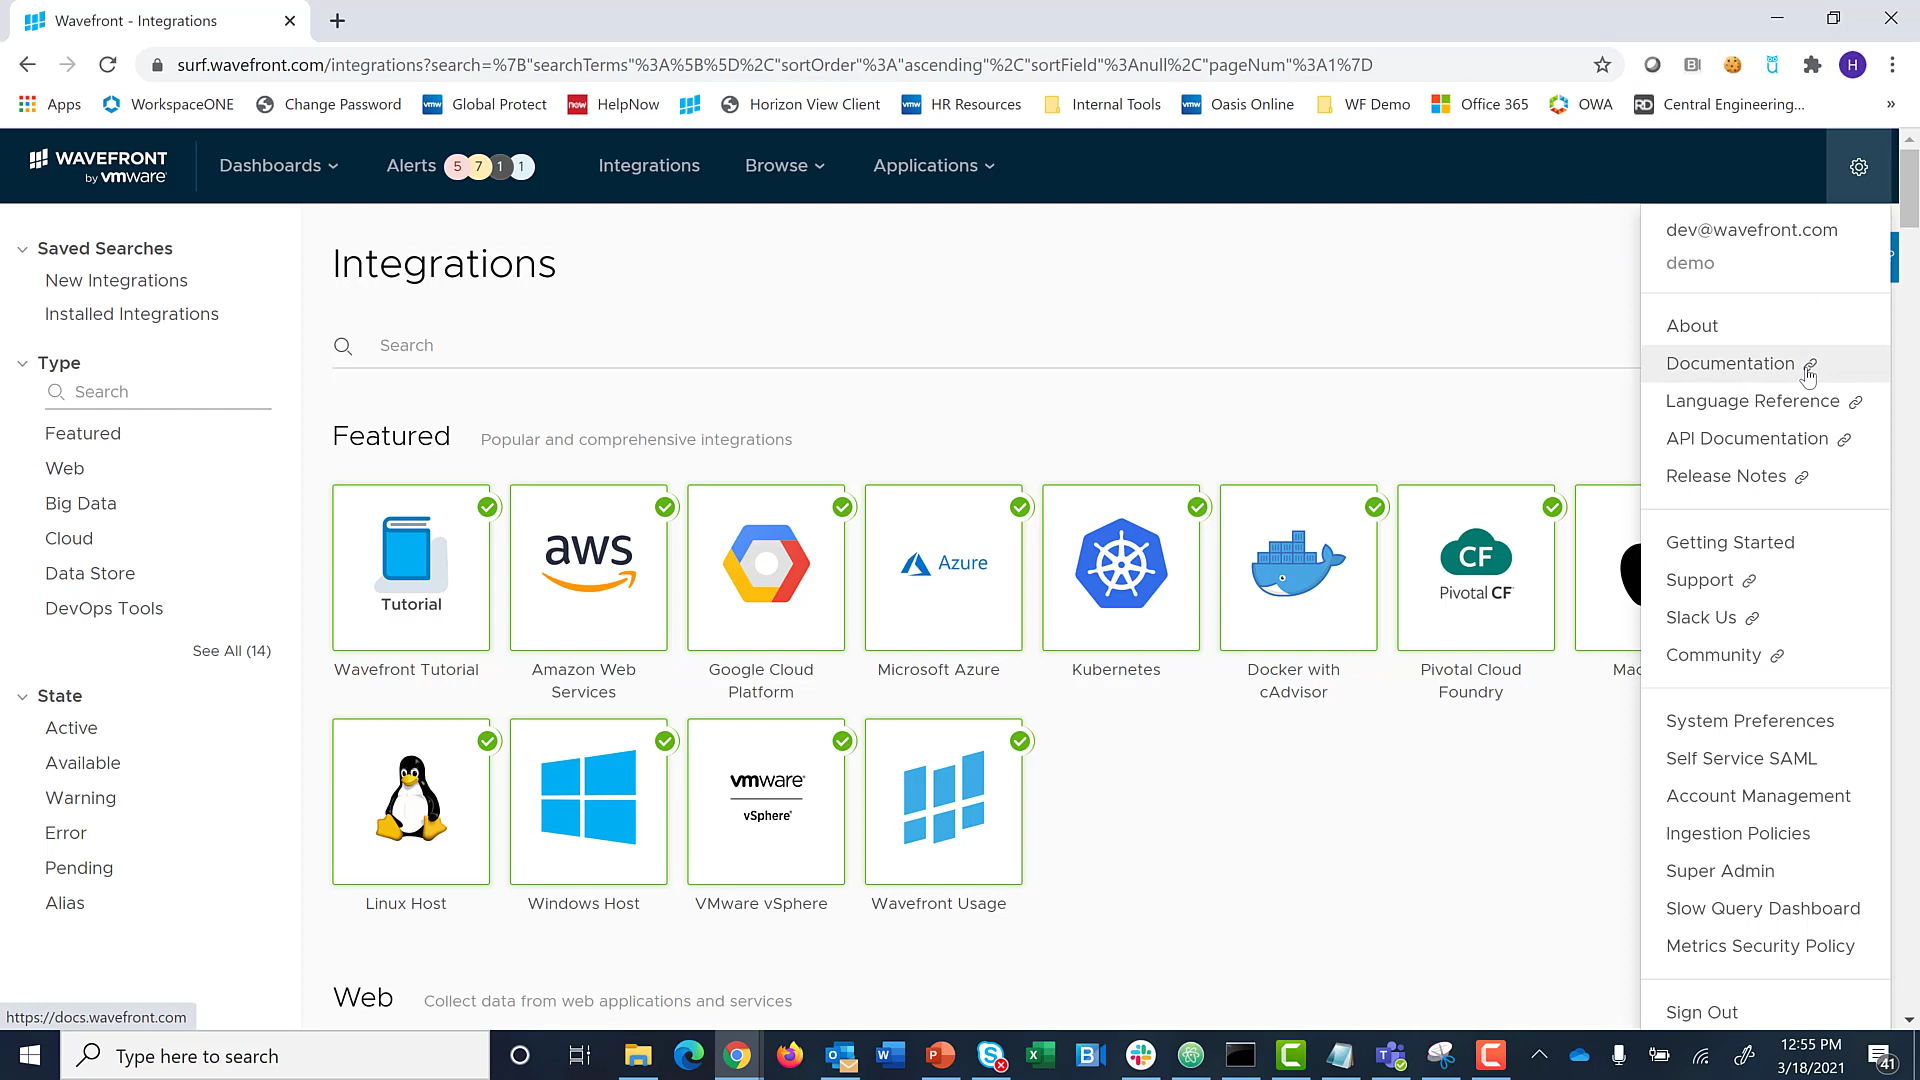 Wavefront - Integrations
surf.wavefront.com/integrations?search=%7B"searchTerms"%3A%5B%5D%2C"sortOrder"%3A"ascending"%2C"sortField"%3Anull%2C"pageNum"%3A1%7D
H
Apps WorkspaceONE Change Password vmw Global Protect now HelpNow Horizon View Client vmw HR Resources Internal Tools vmw Oasis Online WF Demo Office 365 OWA RD Central Engineering... »
WAVEFRONT
by vmware
Dashboards Alerts 5 7 1 1 Integrations Browse Applications
Saved Searches
New Integrations
Installed Integrations
Type
Search
Featured
Web
Big Data
Cloud
Data Store
DevOps Tools
See All (14)
State
Active
Available
Warning
Error
Pending
Alias
Integrations
Search
Featured Popular and comprehensive integrations
Tutorial
aws
Azure
CF
Pivotal CF
Wavefront Tutorial
Amazon Web
Services
Google Cloud
Platform
Microsoft Azure
Kubernetes
Docker with
cAdvisor
Pivotal Cloud
Foundry
Mac
vmware
vSphere
Linux Host
Windows Host
VMware vSphere
Wavefront Usage
Web Collect data from web applications and services
dev@wavefront.com
demo
About
Documentation
Language Reference
API Documentation
Release Notes
Getting Started
Support
Slack Us
Community
System Preferences
Self Service SAML
Account Management
Ingestion Policies
Super Admin
Slow Query Dashboard
Metrics Security Policy
Sign Out
https://docs.wavefront.com
Type here to search
12:55 PM
3/18/2021
41